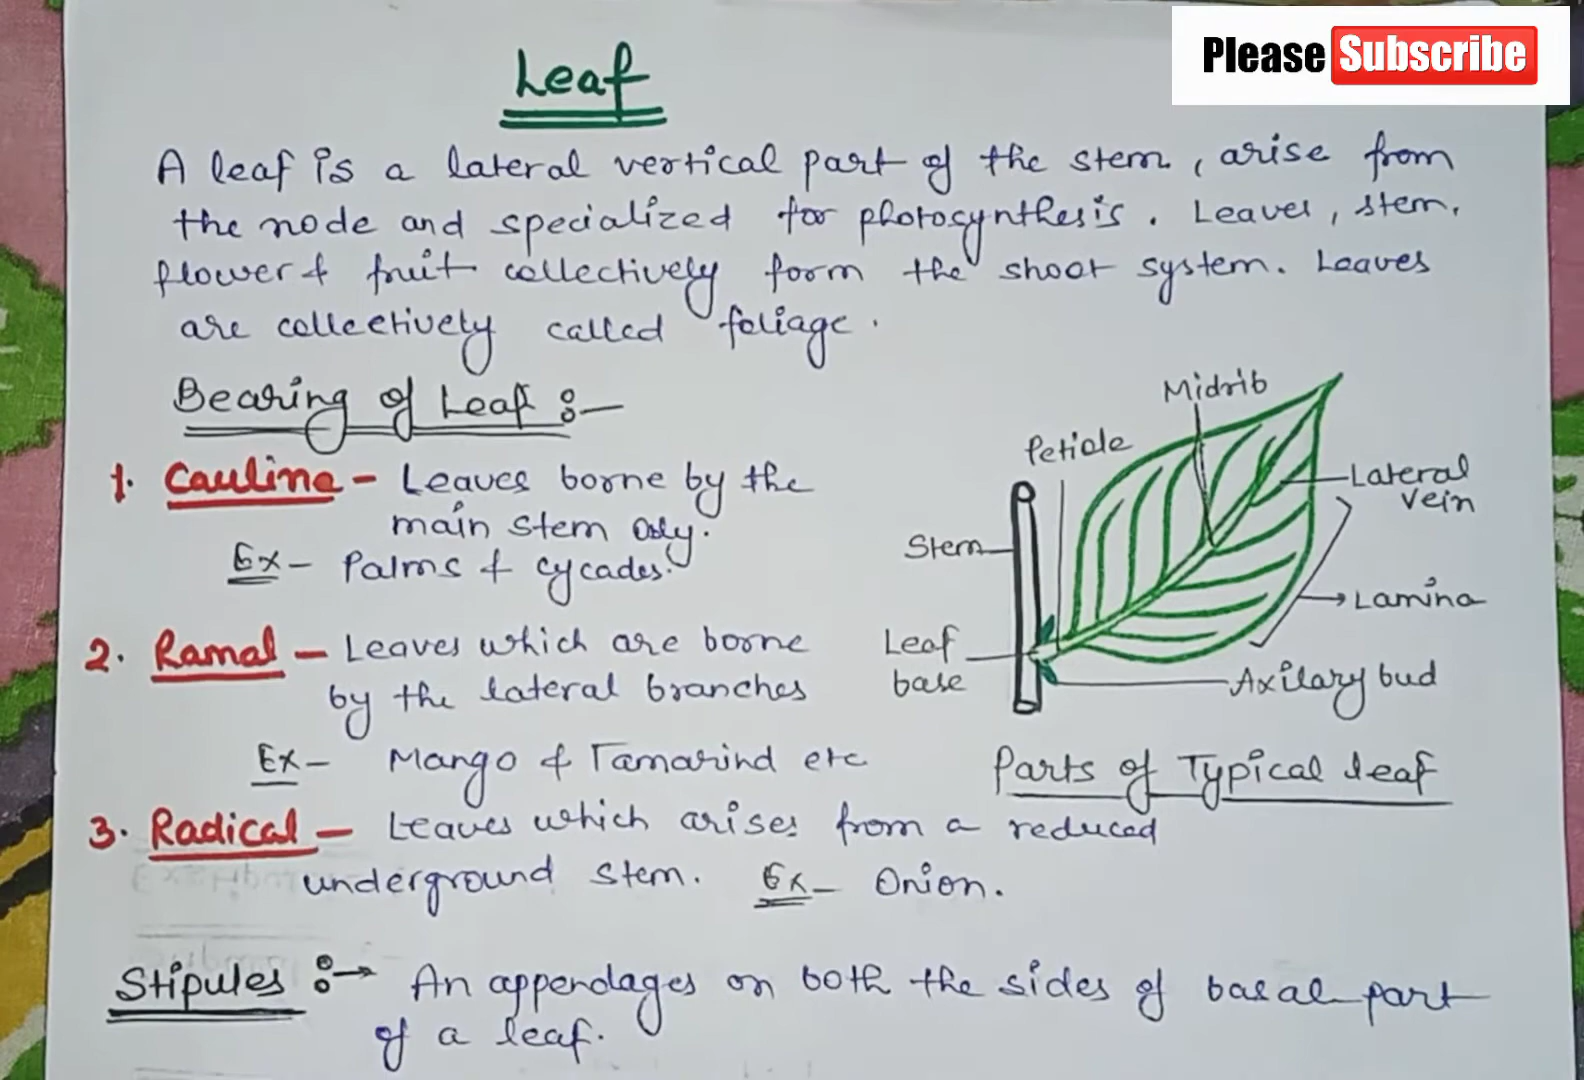 Please Subscribe
Leaf
A leaf is a lateral vertical part of the stem, arise from
the node and specialized for photosynthesis. Leaves, stem,
flower & fruit collectively form the shoot system. Leaves
are collectively called foliage.
Bearing of Leaf :-
1. Cauline - Leaves borne by the
main stem only.
Ex- Palms & cycades.
2. Ramal - Leaves which are borne
by the lateral branches
Ex- Mango & Tamarind etc
3. Radical - Leaves which arises from a reduced
underground stem. Ex- Onion.
Midrib
Petiole
Lateral
vein
Stem
Lamina
Leaf
base
Axilary bud
Parts of Typical leaf
Stipules :→ An appendages on both the sides of basal part
of a leaf.